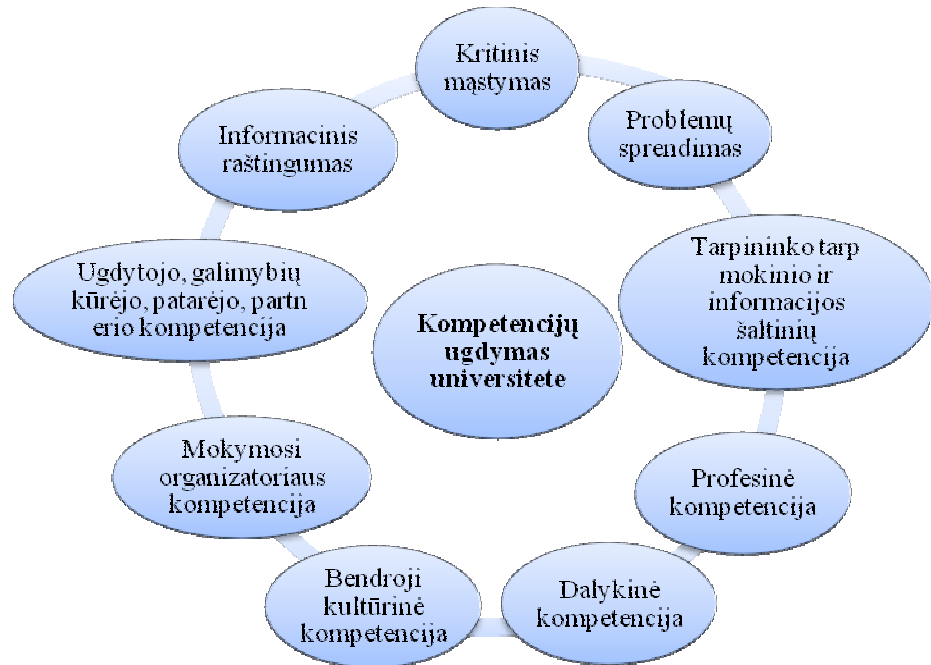 Kritinis
mąstymas
Problemų
sprendimas
Tarpininko tarp
mokinio ir
informacijos
šaltinių
kompetencija
Profesinė
kompetencija
Dalykinė
kompetencija
Bendroji
kultūrinė
kompetencija
Mokymosi
organizatoriaus
kompetencija
Ugdytojo, galimybių
kūrėjo, patarėjo, partn
erio kompetencija
Informacinis
raštingumas
Kompetencijų
ugdymas
universitete